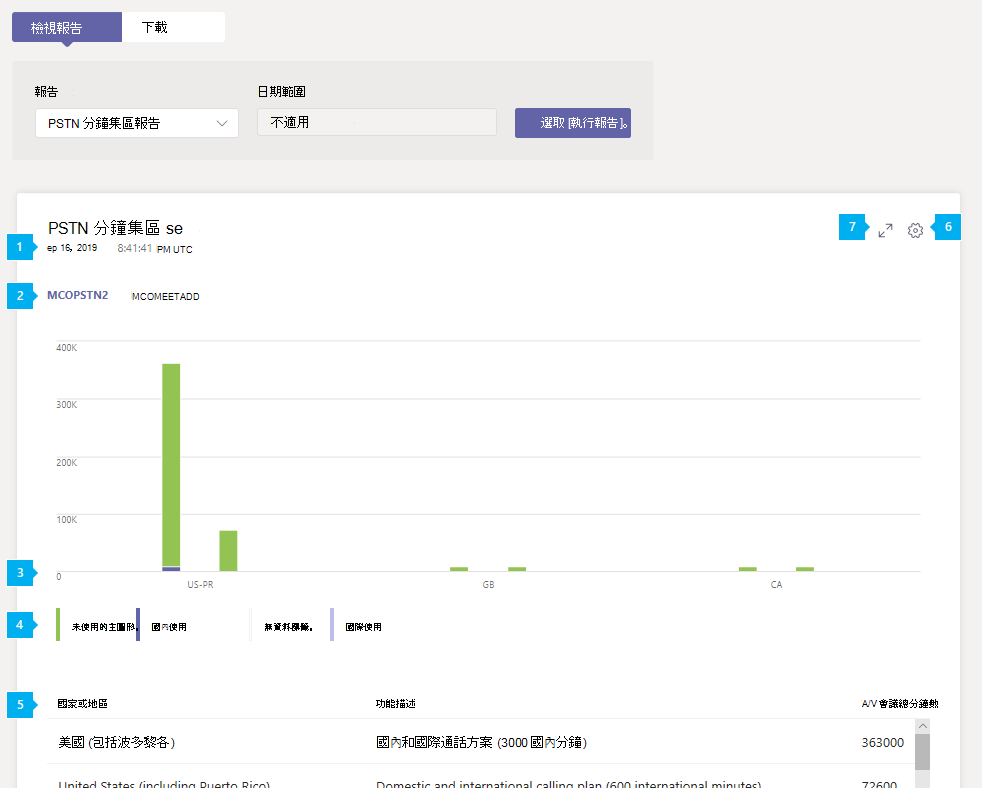 檢視報告 下載
報告 日期範圍
PSTN 分鐘集區報告 不適用 選取 [執行報告]。
PSTN 分鐘集區 se
7 6
1 ep 16, 2019 8:41:41 PM UTC
2 MCOPSTN2 MCOMEETADD
400K
300K
200K
100K
3 0
US-PR GB CA
4 未使用的主圖形。 國內使用 無資料標籤。 國際使用
5 國家或地區 功能描述 A/V 會議總分鐘數
美國 (包括波多黎各) 國內和國際通話方案 (3000 國內分鐘) 363000
United States (including Puerto Rico) Domestic and international calling plan (600 international minutes) 72600